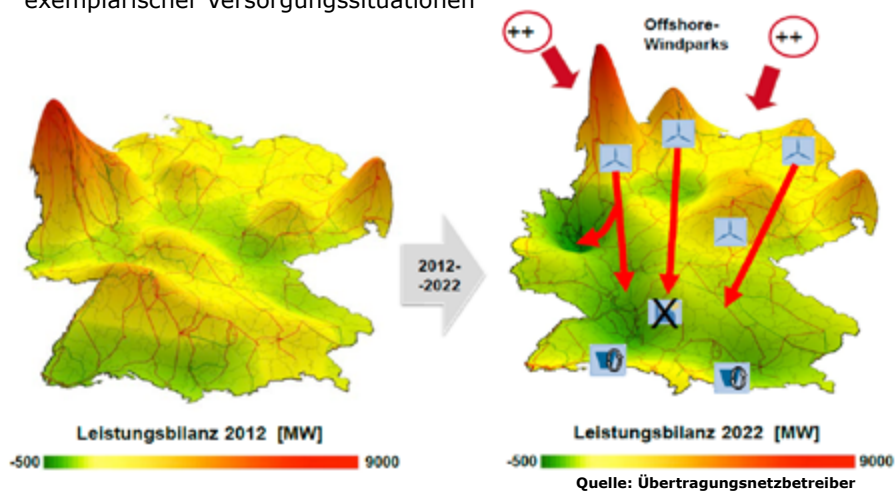 exemplarischer Versorgungssituationen
++
Offshore-
Windparks
++
2012-
-2022
X
Leistungsbilanz 2012 [MW]
-500
9000
Leistungsbilanz 2022 [MW]
-500
9000
Quelle: Übertragungsnetzbetreiber